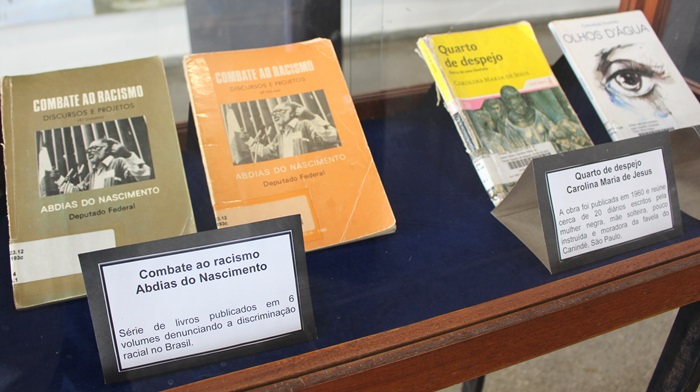 COMBATE AO RACISMO
DISCURSOS E PROJETOS
ABDIAS DO NASCIMENTO
Deputado Federal
COMBATE AO RACISMO
DISCURSOS E PROJETOS
ABDIAS DO NASCIMENTO
Deputado Federal
Quarto
de despejo
CAROLINA MARIA DE JESUS
OLHOS D'ÁGUA
Combate ao racismo
Abdias do Nascimento
Série de livros publicados em 6
volumes denunciando a discriminação
racial no Brasil.
Quarto de despejo
Carolina Maria de Jesus
A obra foi publicada em 1960 e reúne
cerca de 20 diários escritos pela
mulher negra, mãe solteira, pouco
instruída e moradora da favela do
Canindé, São Paulo.